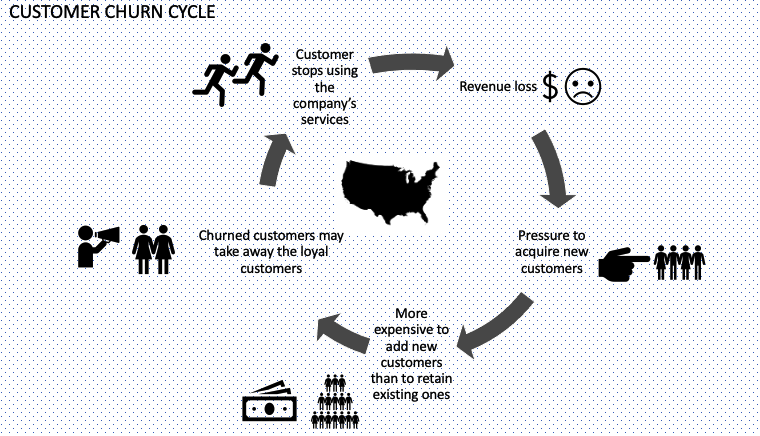 CUSTOMER CHURN CYCLE
Customer
stops using
the
company's
services
Revenue loss $
Pressure to
acquire new
customers
More
expensive to
add new
customers
than to retain
existing ones
Churned customers may
take away the loyal
customers